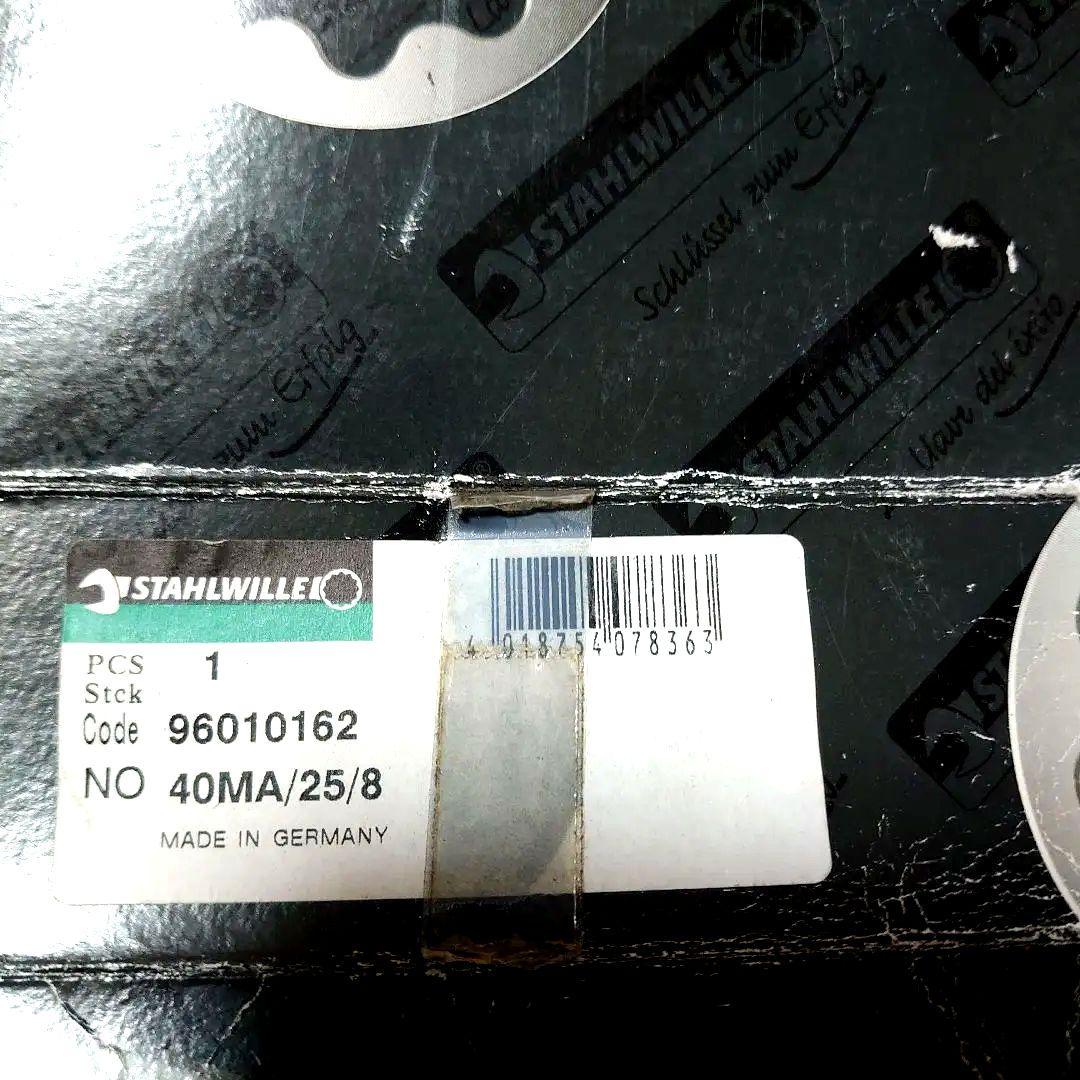 STAHLWILLE
Schlüssel zum Erfolg
zum Erfolg
STAHLWILLE
Llave del éxito
STAHLWILLE
4 018754 078363
PCS 1
Stck
Code 96010162
NO 40MA/25/8
MADE IN GERMANY